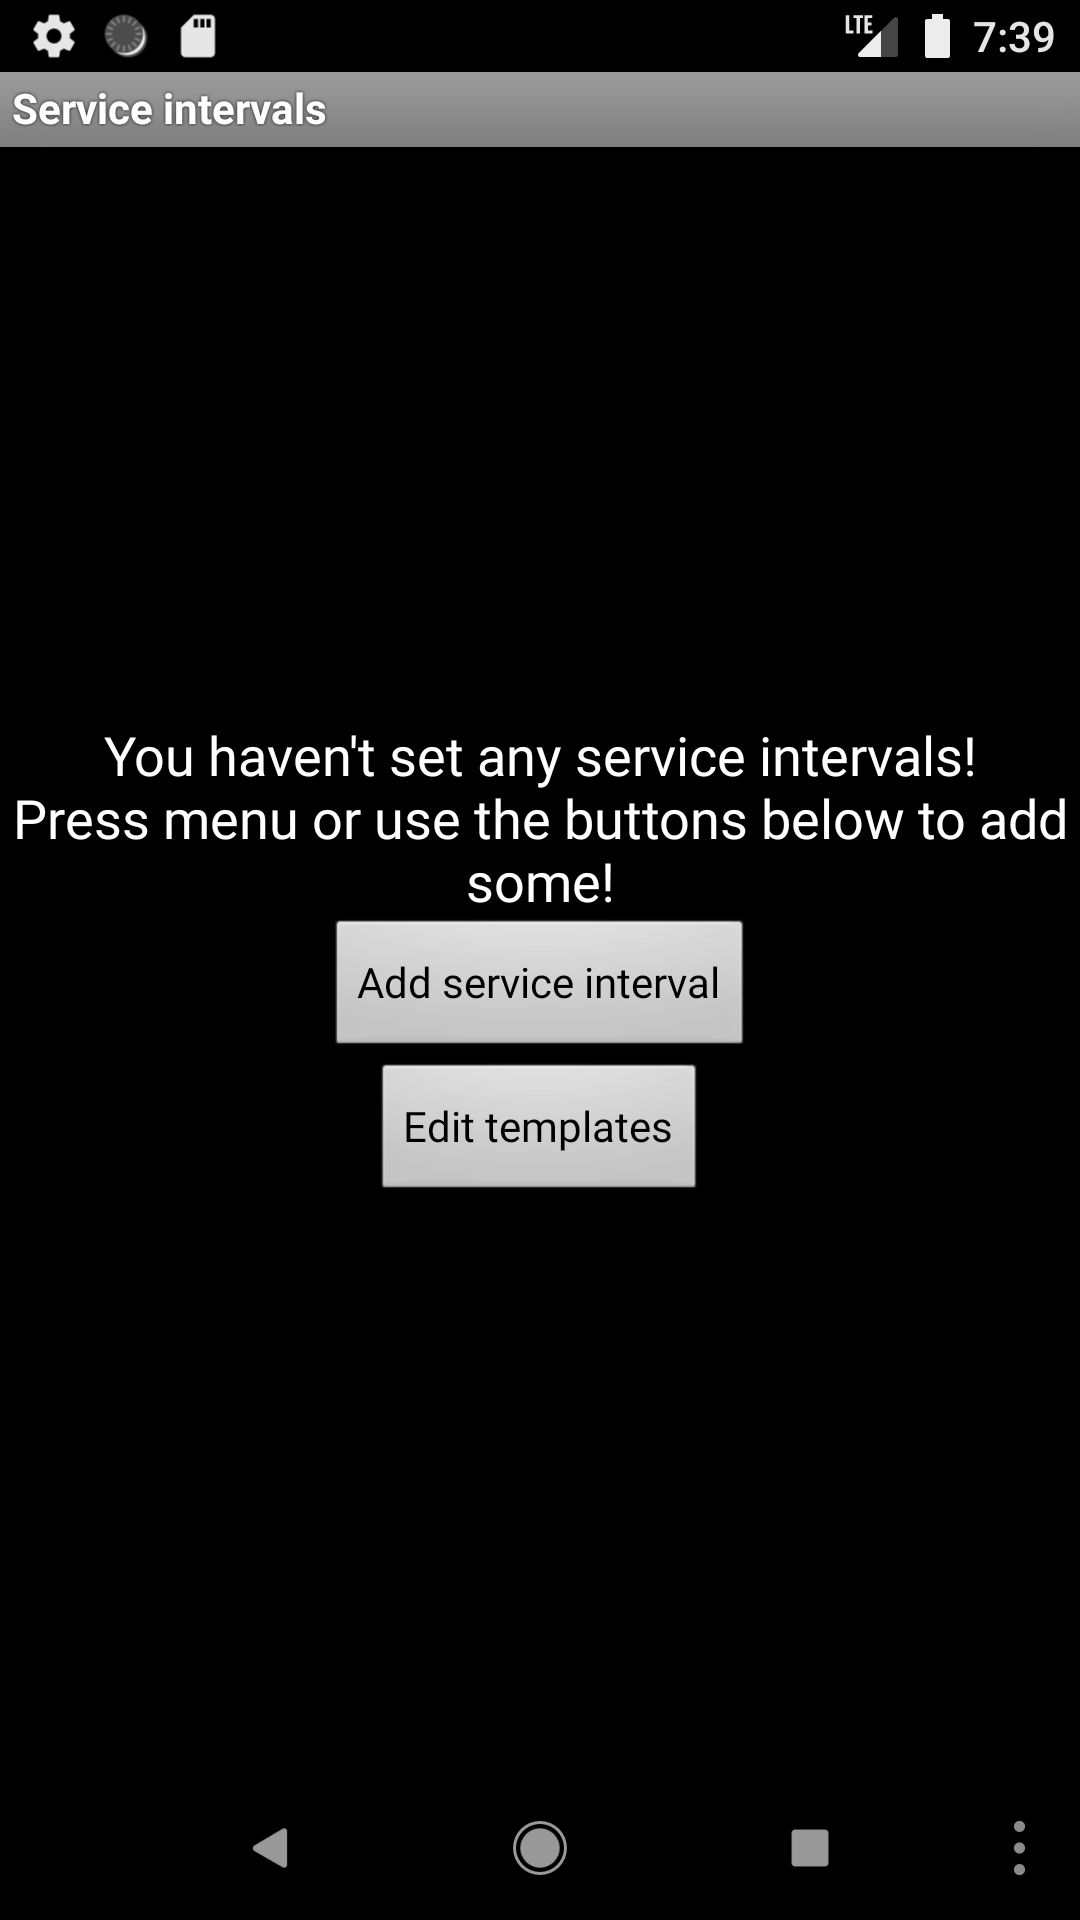 LTE 7:39
Service intervals
You haven't set any service intervals!
Press menu or use the buttons below to add
some!
Add service interval
Edit templates